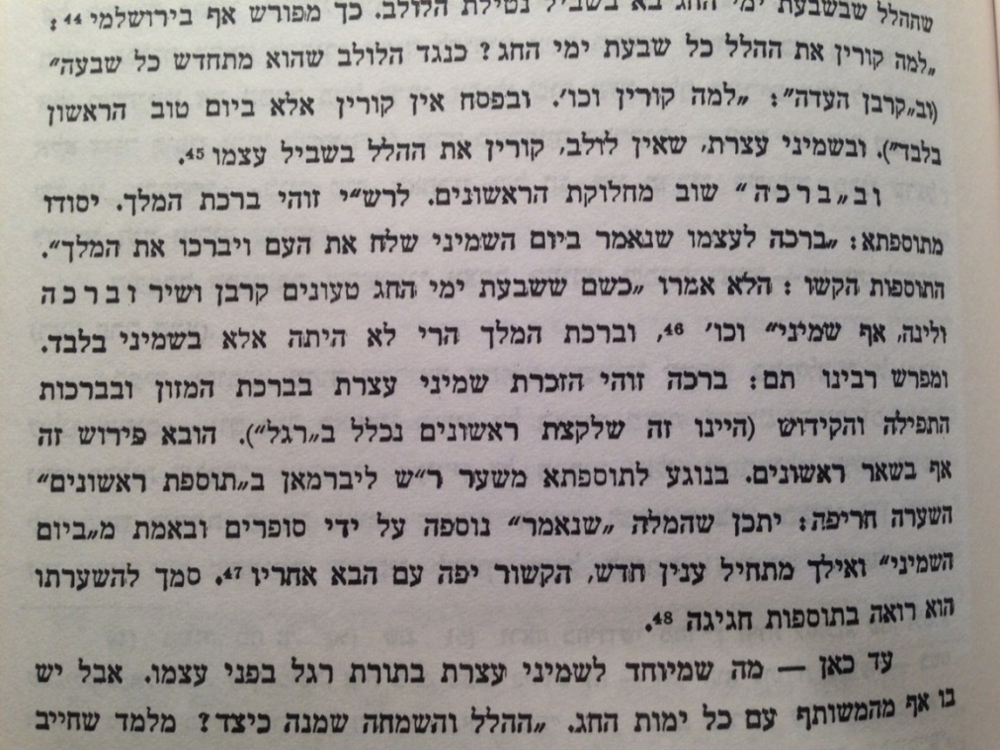 שההלל שבשבעת ימי החג בא בשביל נטילת הלולב. כך מפורש אף בירושלמי 44:
„למה קורין את ההלל כל שבעת ימי החג? כנגד הלולב שהוא מתחדש כל שבעה"
(וב„קרבן העדה": „למה קורין וכו׳. ובפסח אין קורין אלא ביום טוב הראשון
בלבד"). ובשמיני עצרת, שאין לולב, קורין את ההלל בשביל עצמו 45.
וב„ברכה" שוב מחלוקת הראשונים. לרש"י זוהי ברכת המלך. יסודו
מתוספתא: „ברכה לעצמו שנאמר ביום השמיני שלח את העם ויברכו את המלך".
התוספות הקשו: הלא אמרו „כשם ששבעת ימי החג טעונים קרבן ושיר וברכה
ולינה, אף שמיני" וכו׳ 46, וברכת המלך הרי לא היתה אלא בשמיני בלבד.
ומפרש רבינו תם: ברכה זוהי הזכרת שמיני עצרת בברכת המזון ובברכות
התפילה והקידוש (היינו זה שלקצת ראשונים נכלל ב„רגל"). הובא פירוש זה
אף בשאר ראשונים. בנוגע לתוספתא משער ר"ש ליברמאן ב„תוספת ראשונים"
השערה חריפה: יתכן שהמלה „שנאמר" נוספה על ידי סופרים ובאמת מ„ביום
השמיני" ואילך מתחיל ענין חדש, הקשור יפה עם הבא אחריו 47. סמך להשערתו
הוא רואה בתוספות חגיגה 48.
עד כאן — מה שמיוחד לשמיני עצרת בתורת רגל בפני עצמו. אבל יש
בו אף מהמשותף עם כל ימות החג. „ההלל והשמחה שמנה כיצד? מלמד שחייב